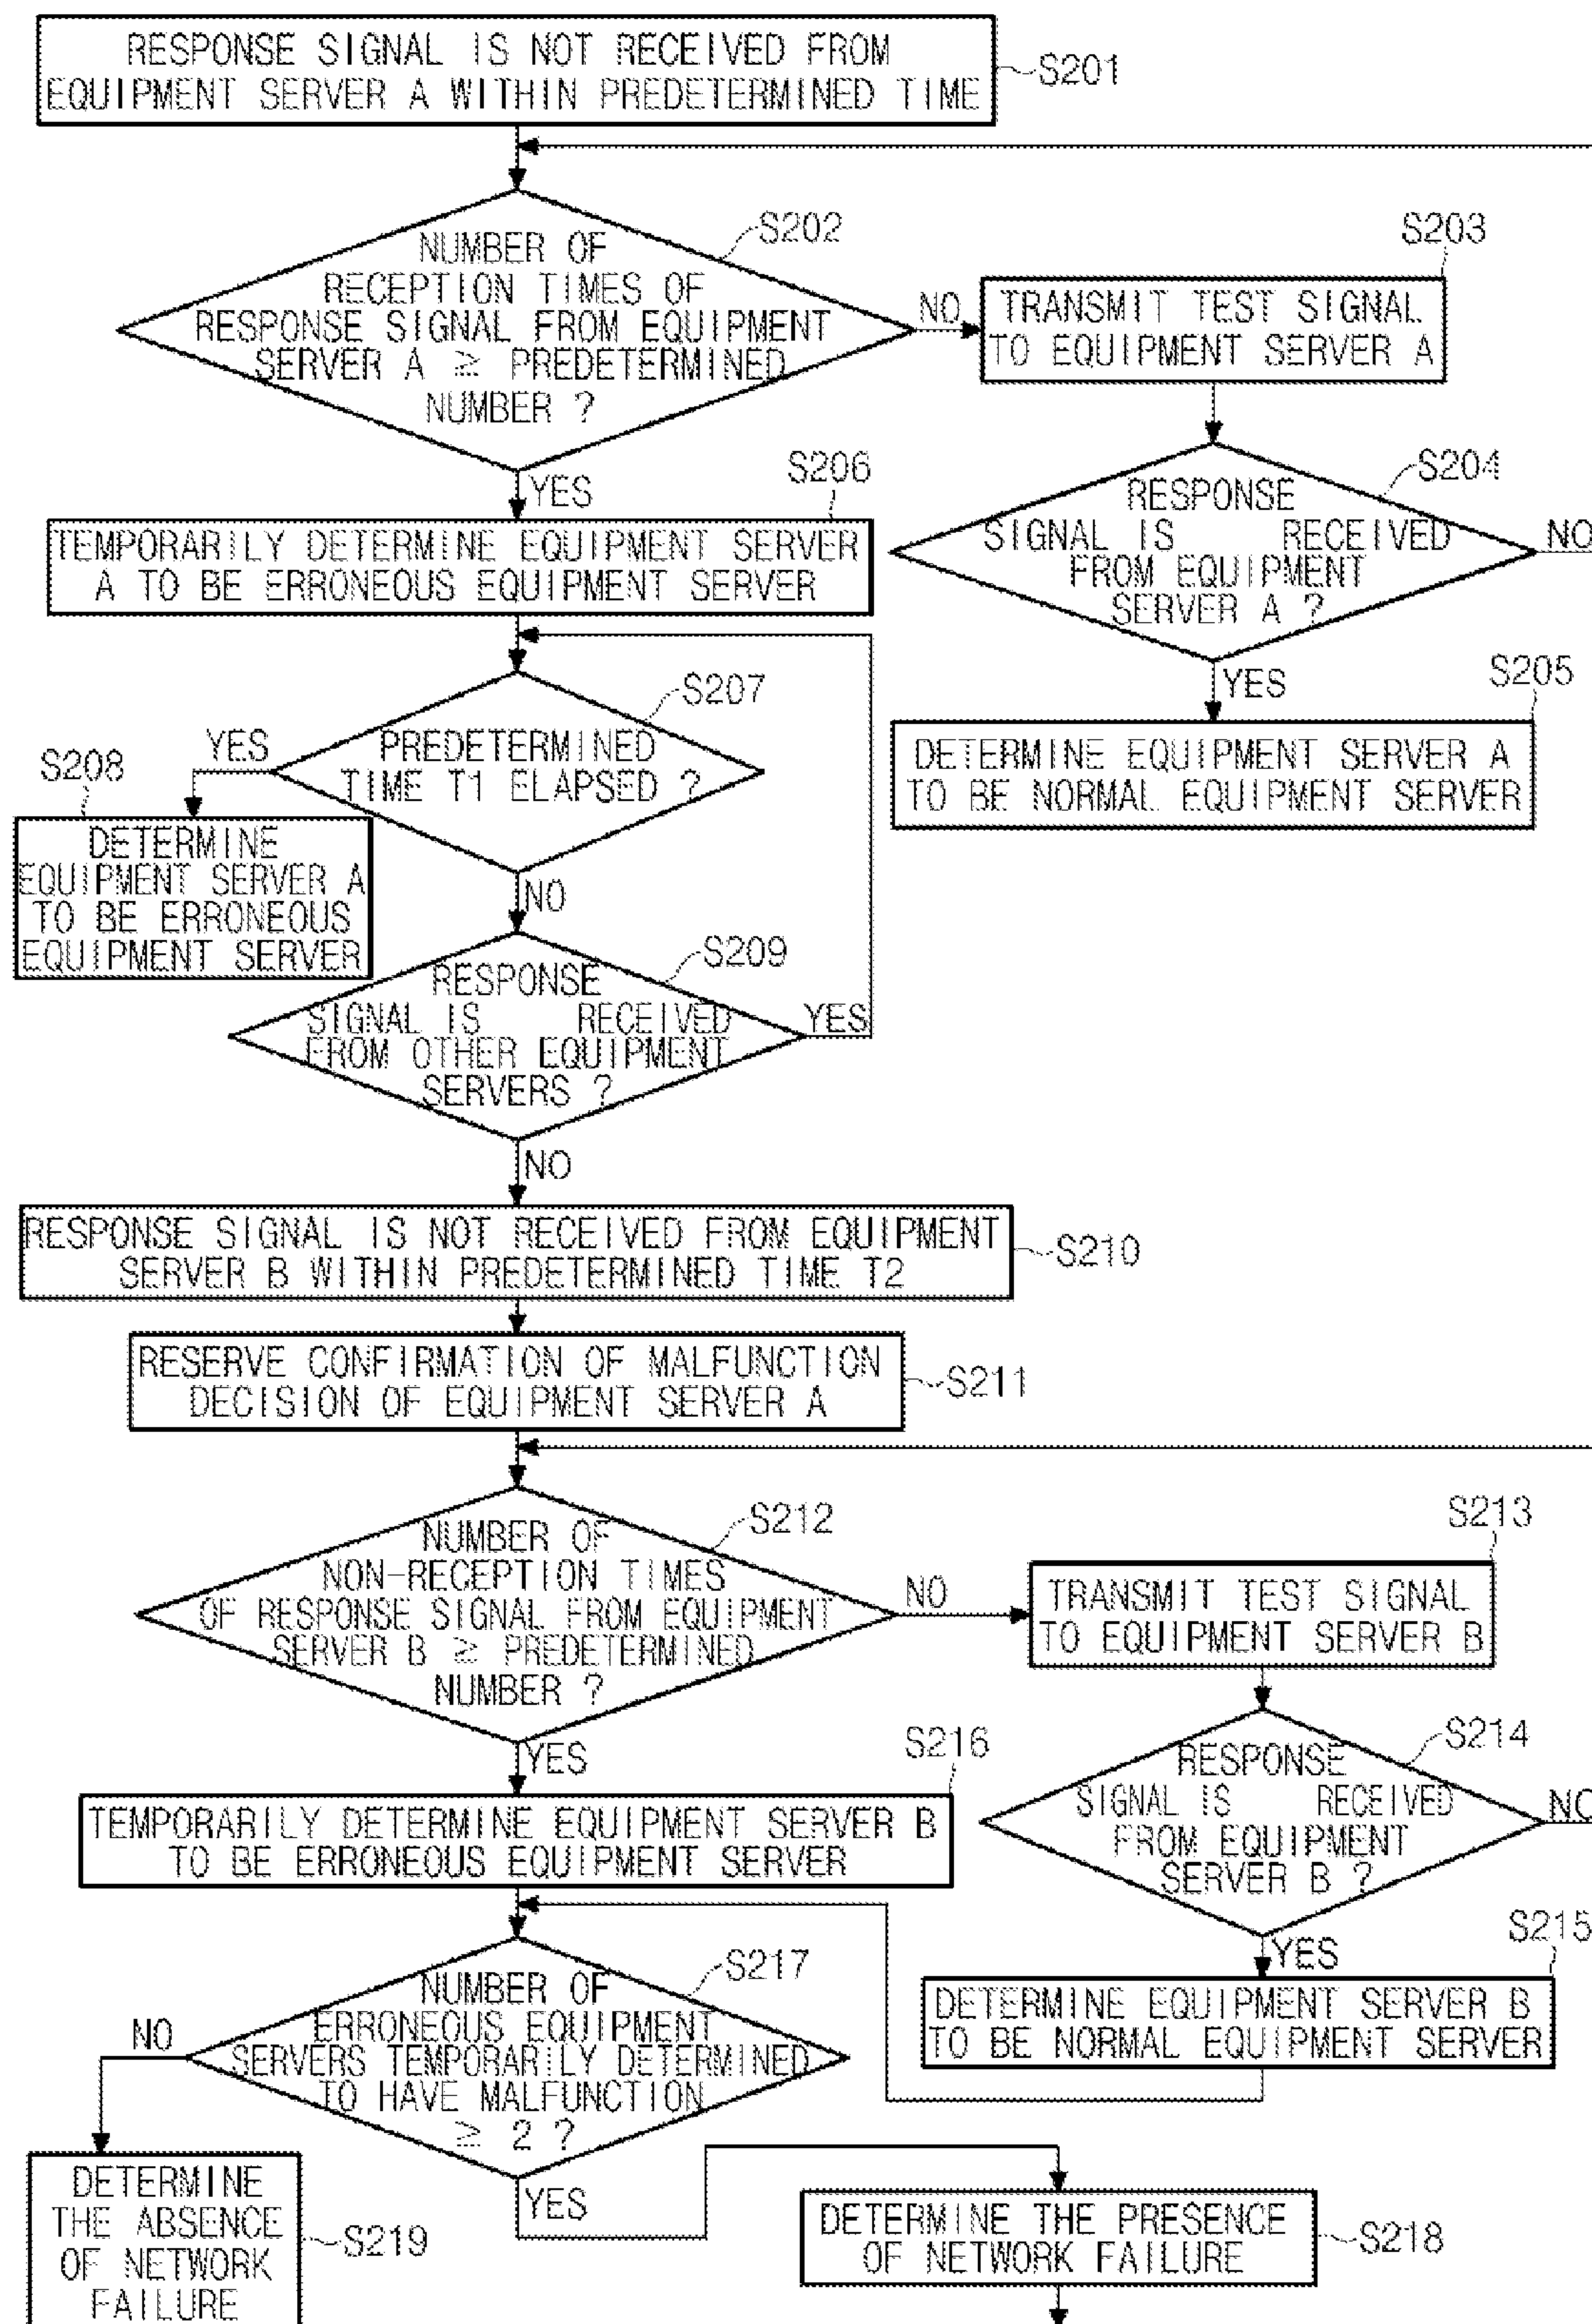 RESPONSE SIGNAL IS NOT RECEIVED FROM
EQUIPMENT SERVER A WITHIN PREDETERMINED TIME
S201
NUMBER OF
RECEPTION TIMES OF
RESPONSE SIGNAL FROM EQUIPMENT
SERVER A ≥ PREDETERMINED
NUMBER ?
S202
NO
YES
S203
TRANSMIT TEST SIGNAL
TO EQUIPMENT SERVER A
S204
RESPONSE
SIGNAL IS RECEIVED
FROM EQUIPMENT
SERVER A ?
NO
YES
S205
DETERMINE EQUIPMENT SERVER A
TO BE NORMAL EQUIPMENT SERVER
S206
TEMPORARILY DETERMINE EQUIPMENT SERVER
A TO BE ERRONEOUS EQUIPMENT SERVER
S207
PREDETERMINED
TIME T1 ELAPSED ?
YES
NO
S208
DETERMINE
EQUIPMENT SERVER A
TO BE ERRONEOUS
EQUIPMENT SERVER
S209
RESPONSE
SIGNAL IS RECEIVED
FROM OTHER EQUIPMENT
SERVERS ?
YES
NO
RESPONSE SIGNAL IS NOT RECEIVED FROM EQUIPMENT
SERVER B WITHIN PREDETERMINED TIME T2
S210
RESERVE CONFIRMATION OF MALFUNCTION
DECISION OF EQUIPMENT SERVER A
S211
S212
NUMBER OF
NON-RECEPTION TIMES
OF RESPONSE SIGNAL FROM EQUIPMENT
SERVER B ≥ PREDETERMINED
NUMBER ?
NO
YES
S213
TRANSMIT TEST SIGNAL
TO EQUIPMENT SERVER B
S214
RESPONSE
SIGNAL IS RECEIVED
FROM EQUIPMENT
SERVER B ?
NO
YES
S215
DETERMINE EQUIPMENT SERVER B
TO BE NORMAL EQUIPMENT SERVER
S216
TEMPORARILY DETERMINE EQUIPMENT SERVER B
TO BE ERRONEOUS EQUIPMENT SERVER
S217
NUMBER OF
ERRONEOUS EQUIPMENT
SERVERS TEMPORARILY DETERMINED
TO HAVE MALFUNCTION
≥ 2 ?
NO
YES
DETERMINE
THE ABSENCE
OF NETWORK
FAILURE
S219
DETERMINE THE PRESENCE
OF NETWORK FAILURE
S218